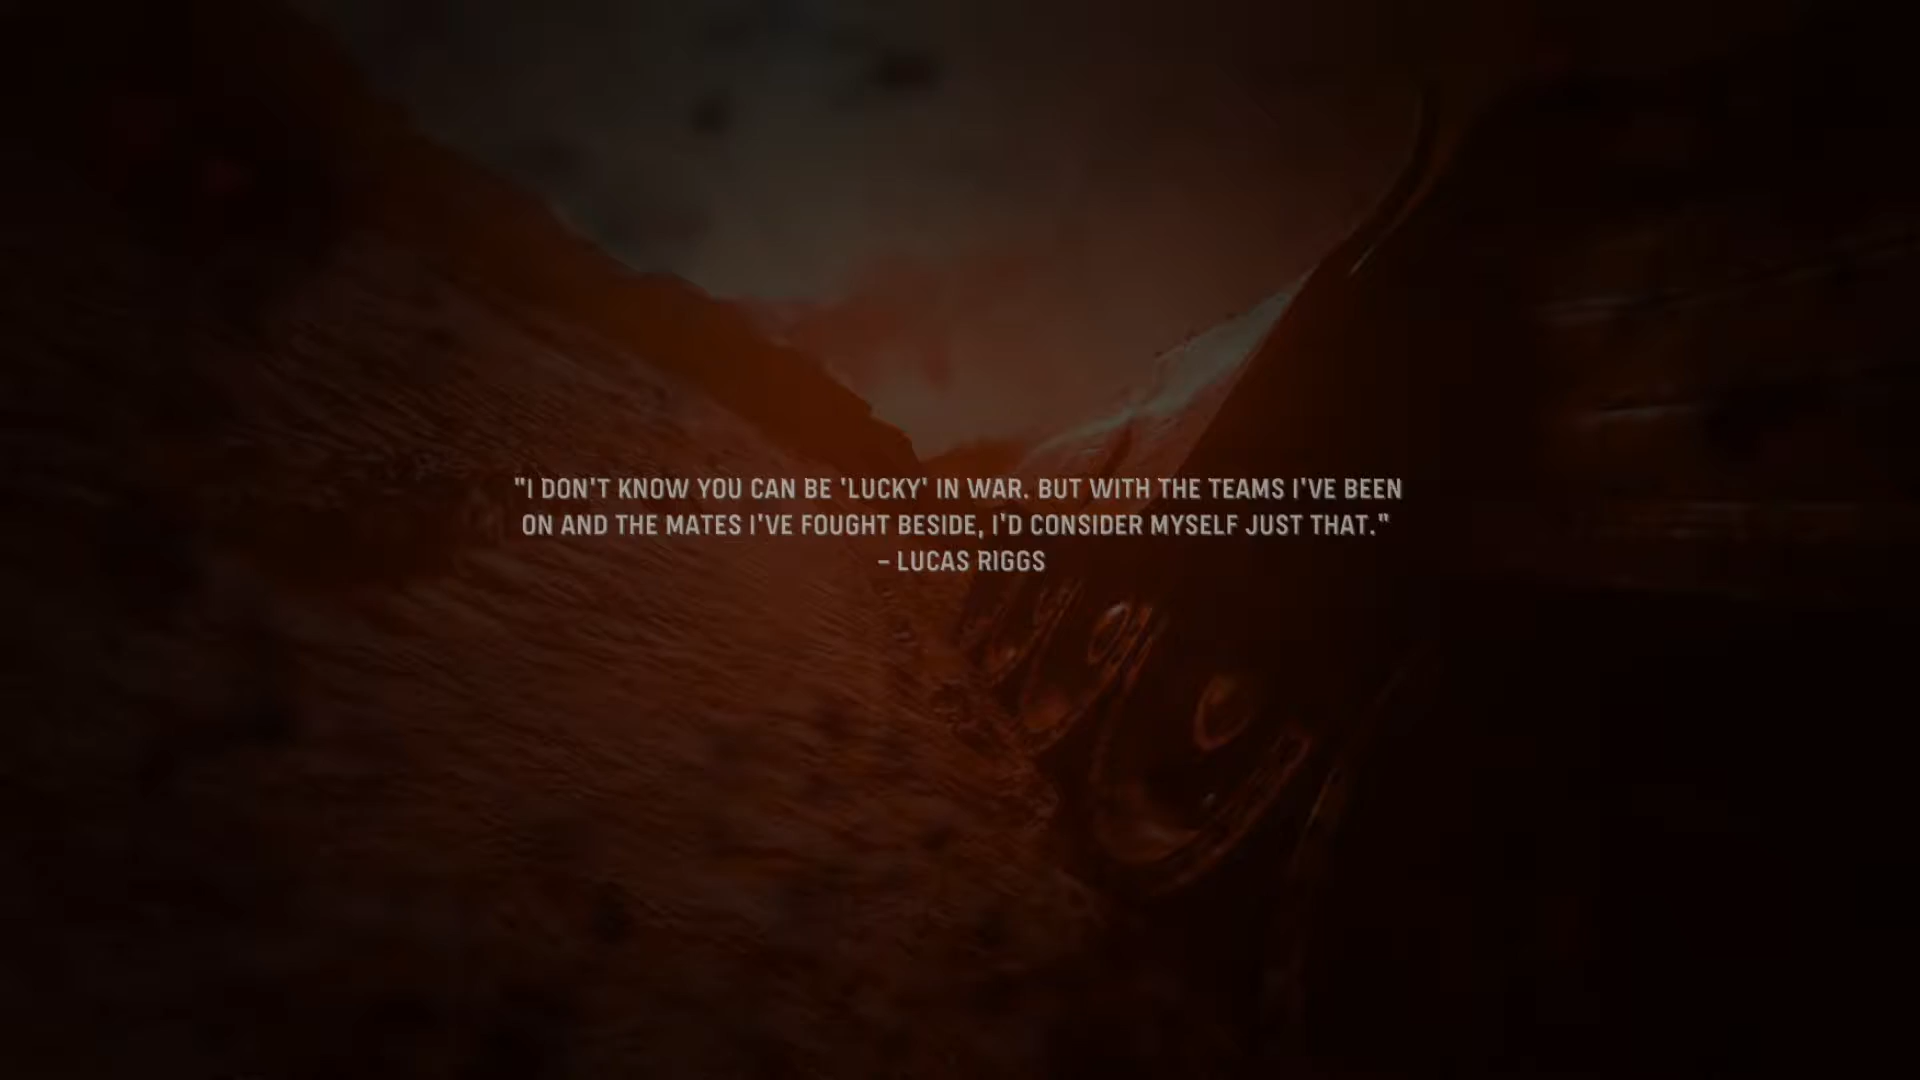 "I DON'T KNOW YOU CAN BE 'LUCKY' IN WAR. BUT WITH THE TEAMS I'VE BEEN
ON AND THE MATES I'VE FOUGHT BESIDE, I'D CONSIDER MYSELF JUST THAT."
– LUCAS RIGGS